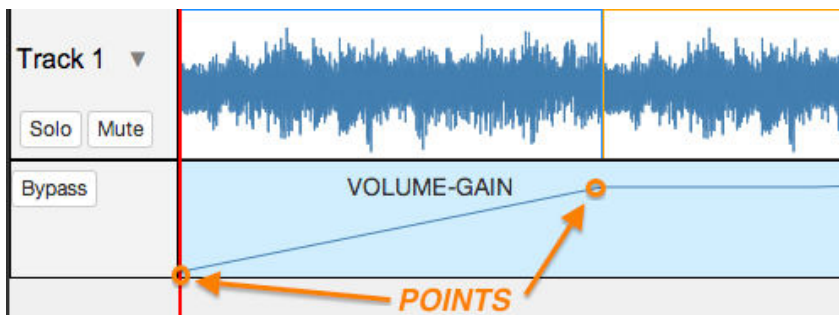 Track 1
Solo Mute
Bypass
VOLUME-GAIN
POINTS